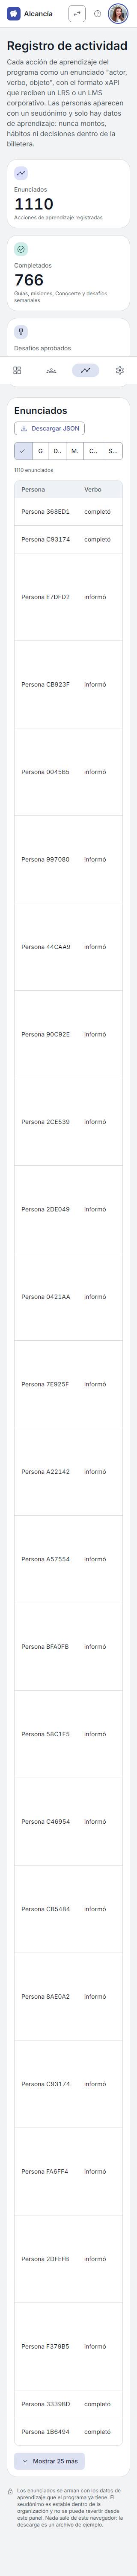 Alcancía
Registro de actividad
Cada acción de aprendizaje del
programa como un enunciado "actor,
verbo, objeto", con el formato xAPI
que reciben un LRS o un LMS
corporativo. Las personas aparecen
con un seudónimo y solo hay datos
de aprendizaje: nunca montos,
hábitos ni decisiones dentro de la
billetera.
Enunciados
1110
Acciones de aprendizaje registradas
Completados
766
Guías, misiones, Conocerte y desafíos
semanales
Desafíos aprobados
Enunciados
Descargar JSON
G
D..
M.
C..
S...
1110 enunciados
Persona Verbo
Persona 368ED1 completó
Persona C93174 completó
Persona E7DFD2 informó
Persona CB923F informó
Persona 0045B5 informó
Persona 997080 informó
Persona 44CAA9 informó
Persona 90C92E informó
Persona 2CE539 informó
Persona 2DE049 informó
Persona 0421AA informó
Persona 7E925F informó
Persona A22142 informó
Persona A57554 informó
Persona BFA0FB informó
Persona 58C1F5 informó
Persona C46954 informó
Persona CB5484 informó
Persona 8AE0A2 informó
Persona C93174 informó
Persona FA6FF4 informó
Persona 2DFEFB informó
Persona F379B5 informó
Persona 3339BD completó
Persona 1B6494 completó
Mostrar 25 más
Los enunciados se arman con los datos de
aprendizaje que el programa ya tiene. El
seudónimo es estable dentro de la
organización y no se puede revertir desde
este panel. Nada sale de este navegador: la
descarga es un archivo de ejemplo.